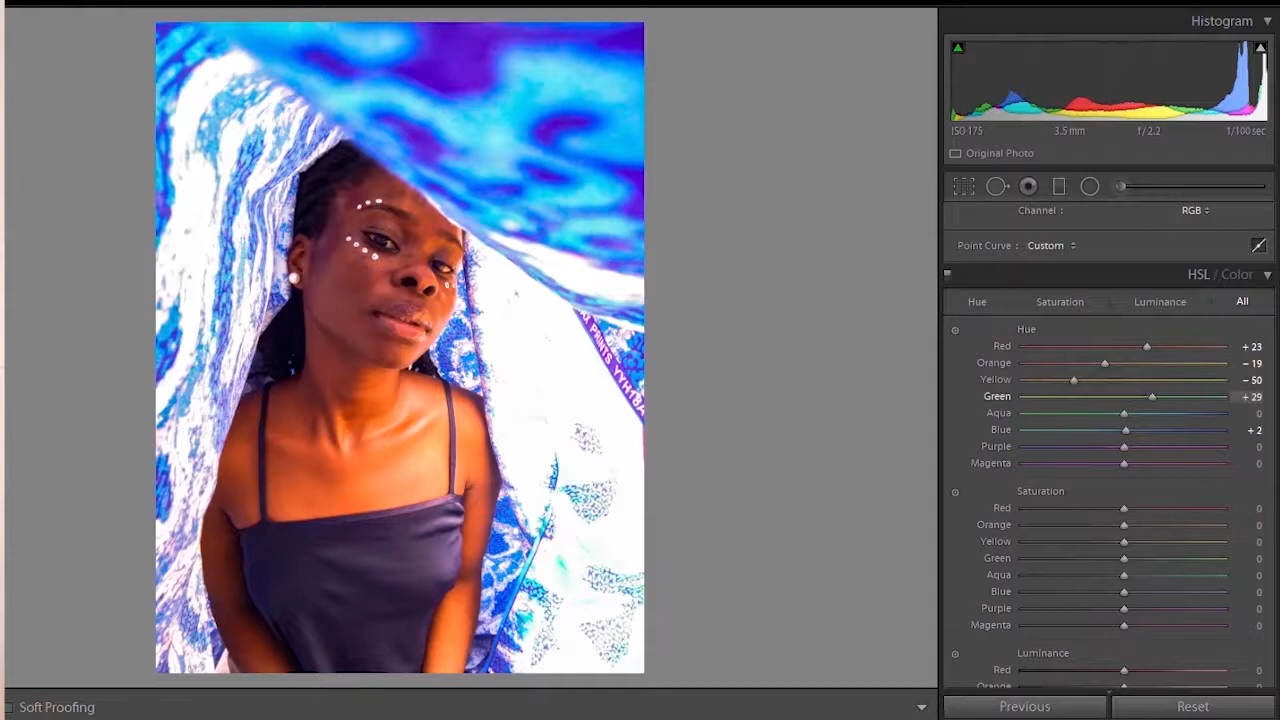 Histogram
ISO 175 3.5 mm f / 2.2 1/100 sec
Original Photo
Channel : RGB
Point Curve : Custom
HSL / Color
Hue Saturation Luminance All
Hue
Red + 23
Orange − 19
Yellow − 50
Green + 29
Aqua 0
Blue + 2
Purple 0
Magenta 0
Saturation
Red 0
Orange 0
Yellow 0
Green 0
Aqua 0
Blue 0
Purple 0
Magenta 0
Luminance
Red 0
Orange 0
Previous Reset
Soft Proofing
PRINTS